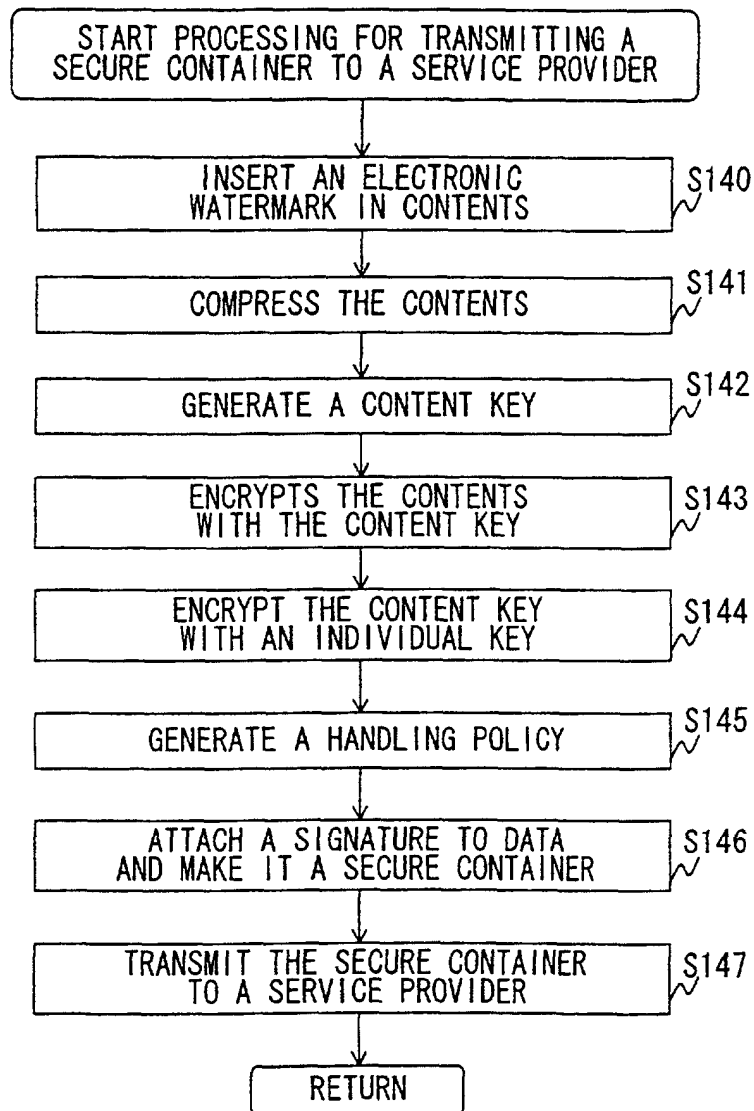 START PROCESSING FOR TRANSMITTING A
SECURE CONTAINER TO A SERVICE PROVIDER
INSERT AN ELECTRONIC
WATERMARK IN CONTENTS
S140
COMPRESS THE CONTENTS
S141
GENERATE A CONTENT KEY
S142
ENCRYPTS THE CONTENTS
WITH THE CONTENT KEY
S143
ENCRYPT THE CONTENT KEY
WITH AN INDIVIDUAL KEY
S144
GENERATE A HANDLING POLICY
S145
ATTACH A SIGNATURE TO DATA
AND MAKE IT A SECURE CONTAINER
S146
TRANSMIT THE SECURE CONTAINER
TO A SERVICE PROVIDER
S147
RETURN